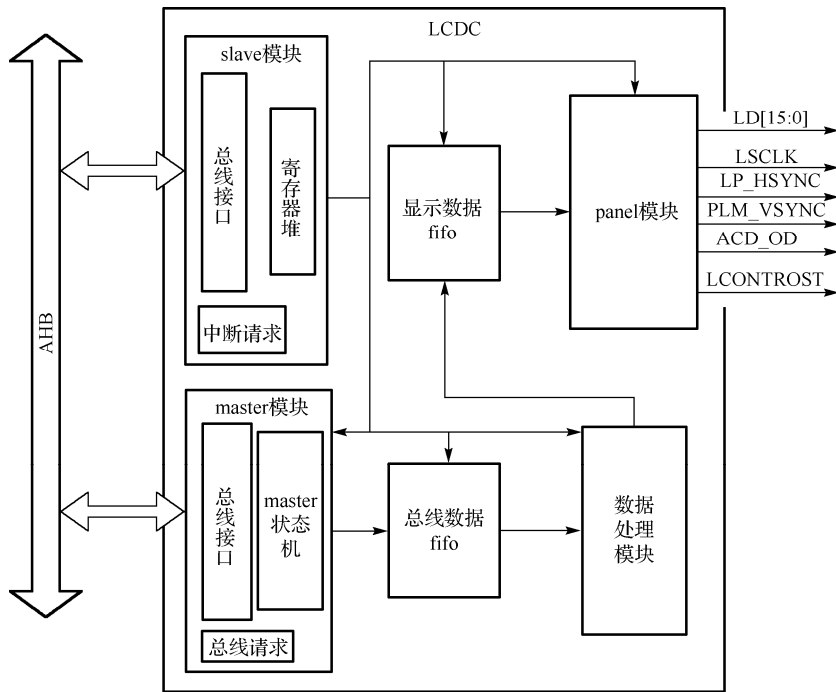 LCDC
slave模块
总线接口
寄存器堆
中断请求
AHB
显示数据
fifo
panel模块
LD[15:0]
LSCLK
LP_HSYNC
PLM_VSYNC
ACD_OD
LCONTROST
master模块
总线接口
master
状态
机
总线请求
总线数据
fifo
数据
处理
模块